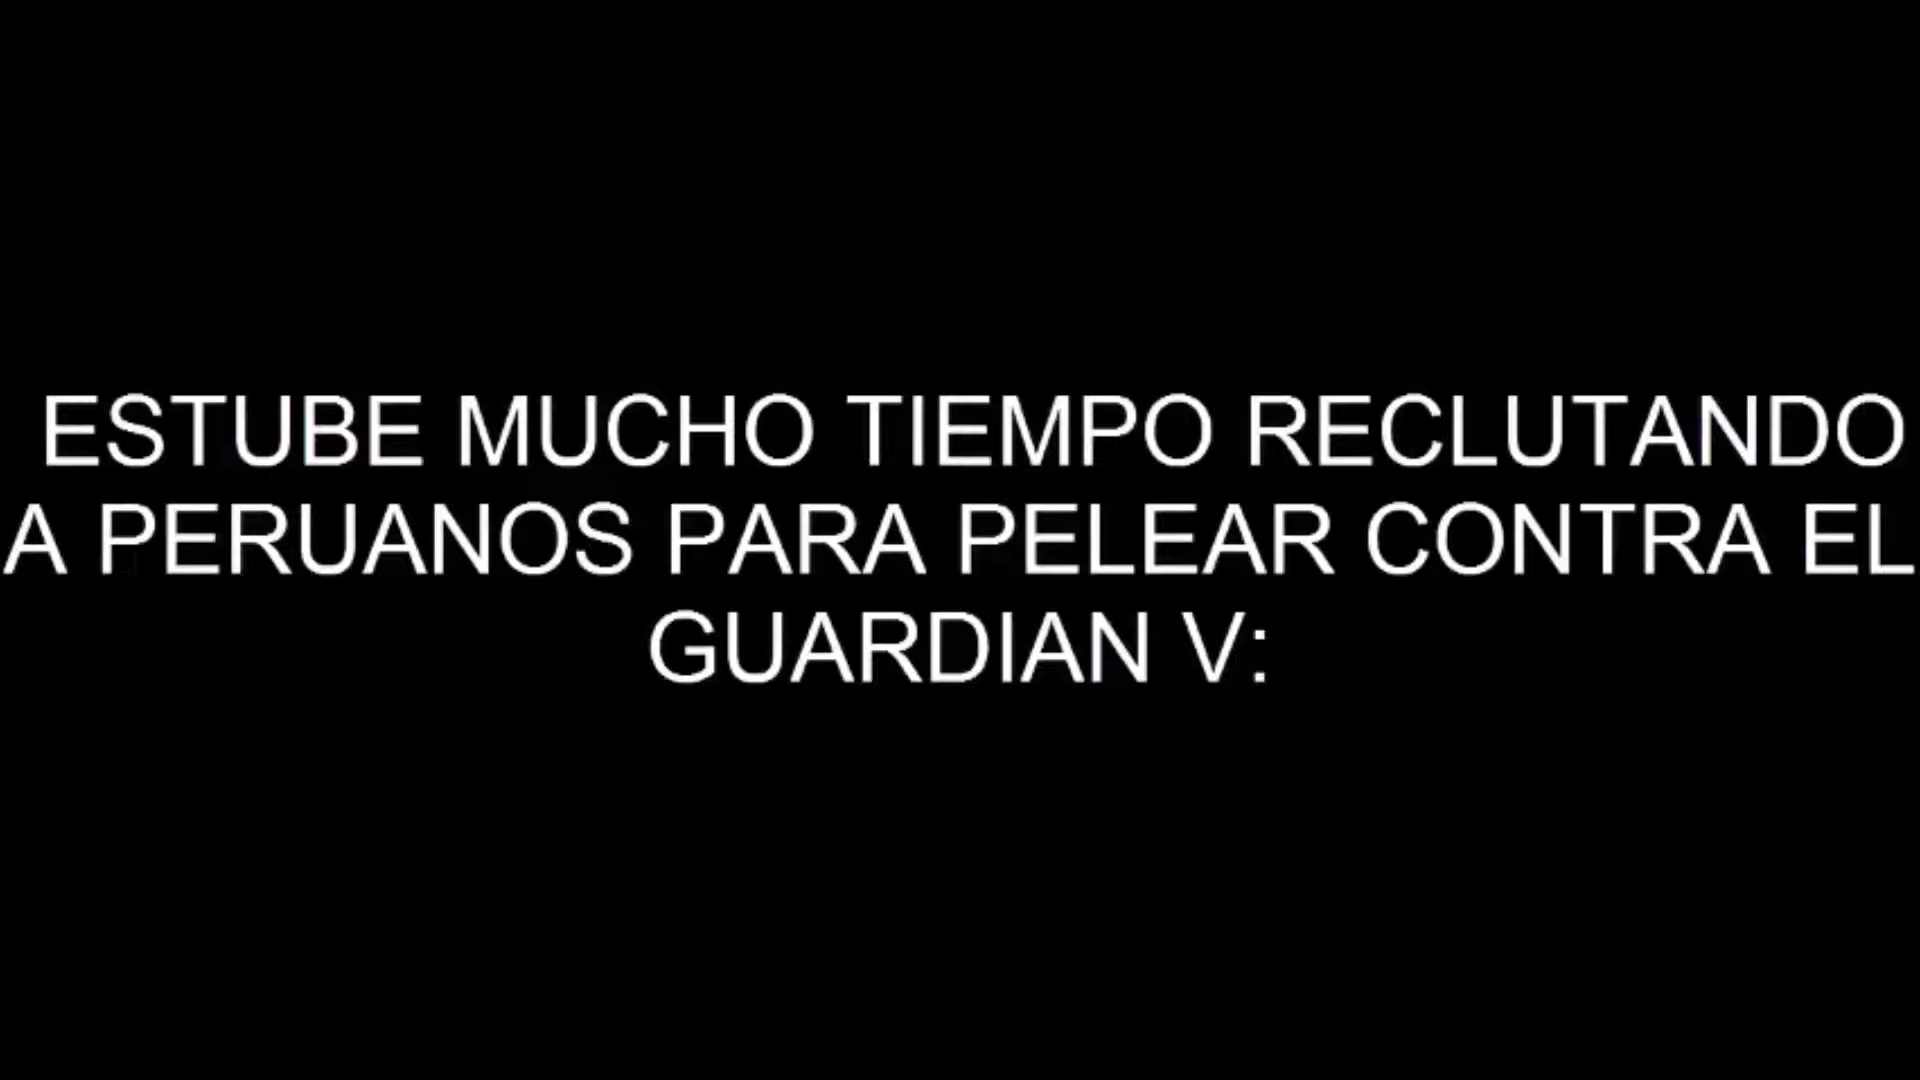 ESTUBE MUCHO TIEMPO RECLUTANDO
A PERUANOS PARA PELEAR CONTRA EL
GUARDIAN V: